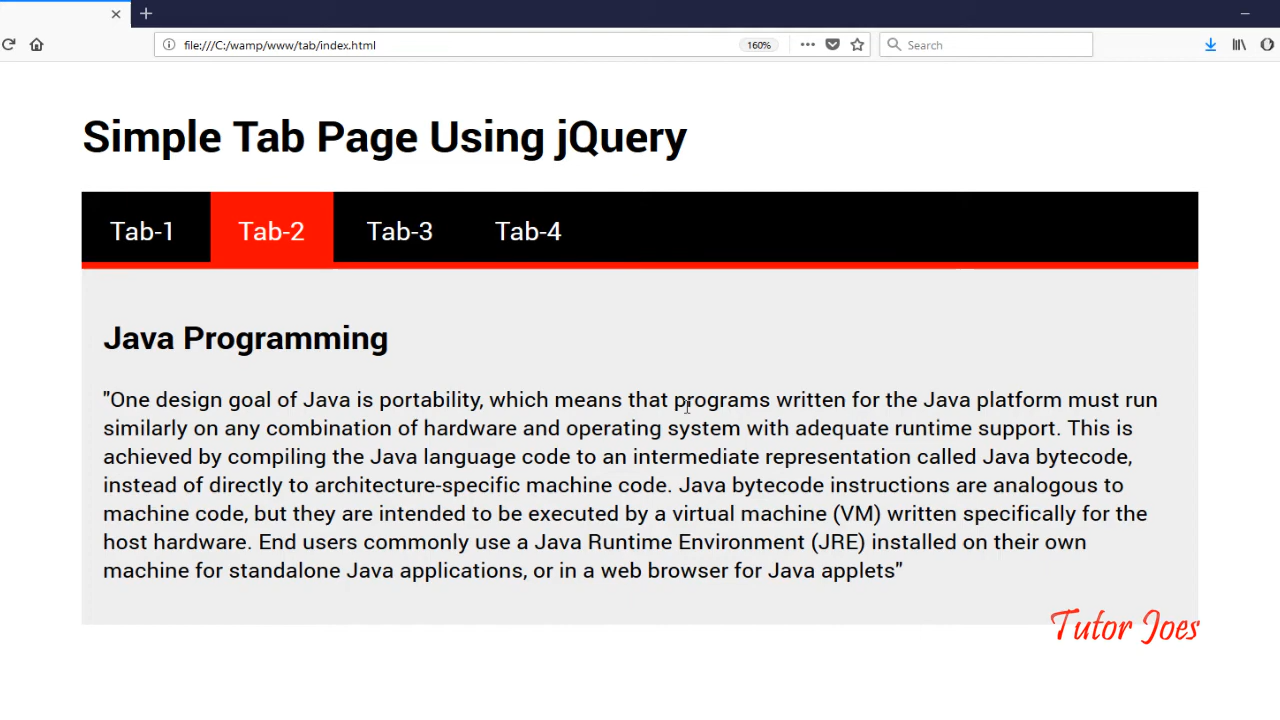 file:///C:/wamp/www/tab/index.html
160%
Search
Simple Tab Page Using jQuery
Tab-1 Tab-2 Tab-3 Tab-4
Java Programming
"One design goal of Java is portability, which means that programs written for the Java platform must run
similarly on any combination of hardware and operating system with adequate runtime support. This is
achieved by compiling the Java language code to an intermediate representation called Java bytecode,
instead of directly to architecture-specific machine code. Java bytecode instructions are analogous to
machine code, but they are intended to be executed by a virtual machine (VM) written specifically for the
host hardware. End users commonly use a Java Runtime Environment (JRE) installed on their own
machine for standalone Java applications, or in a web browser for Java applets"
Tutor Joes